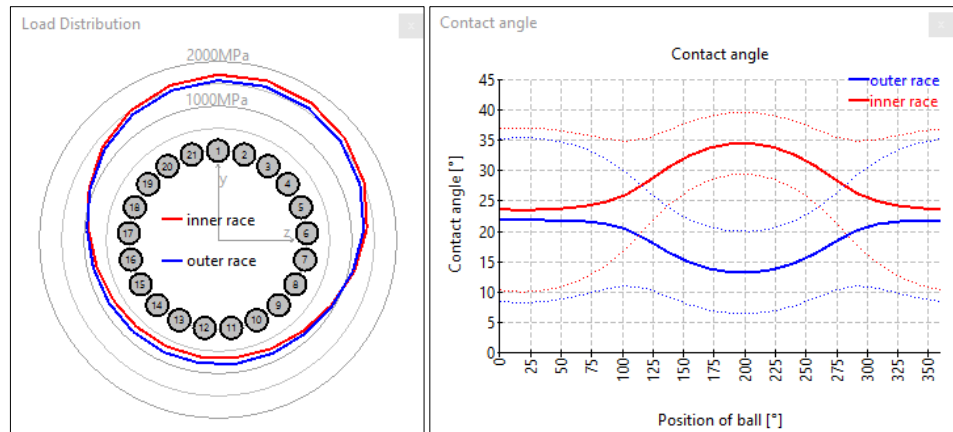 Load Distribution
x
2000MPa
1000MPa
1
2
3
4
5
6
7
8
9
10
11
12
13
14
15
16
17
18
19
20
21
y
z
inner race
outer race
Contact angle
x
Contact angle
outer race
inner race
Contact angle [°]
45
40
35
30
25
20
15
10
5
0
0 25 50 75 100 125 150 175 200 225 250 275 300 325 350
Position of ball [°]